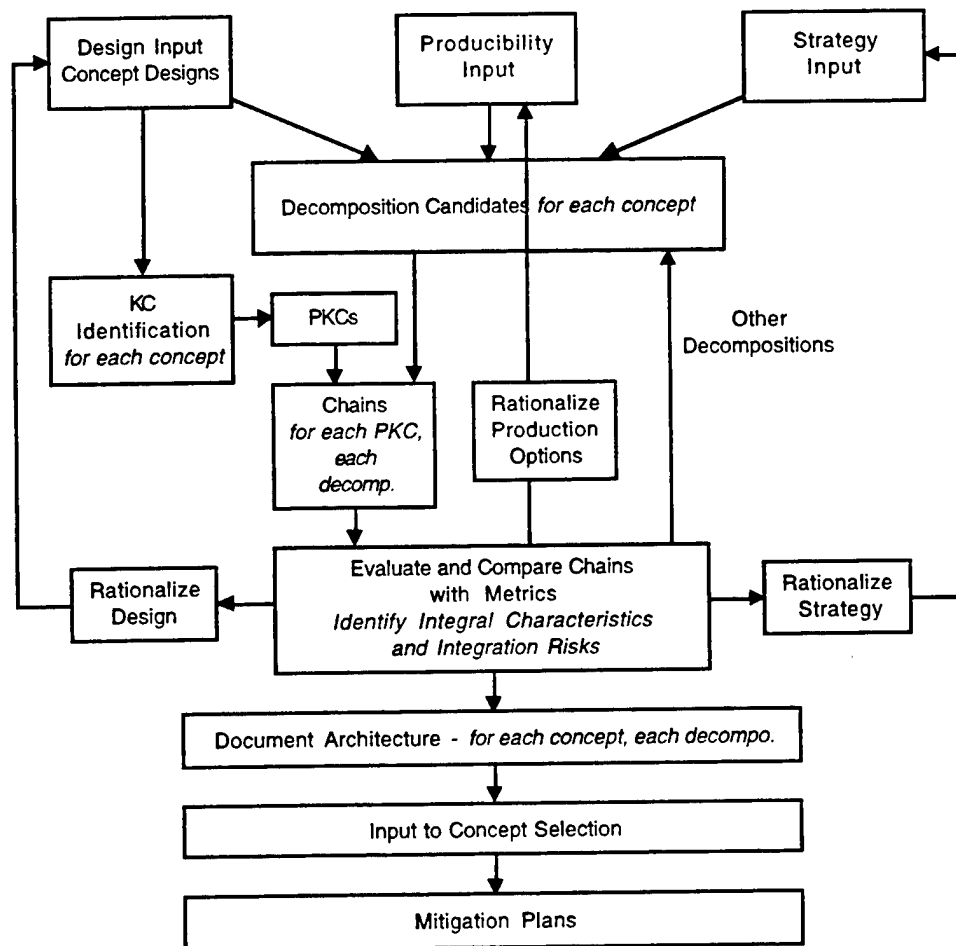 Design Input
Concept Designs
Producibility
Input
Strategy
Input
Decomposition Candidates for each concept
KC
Identification
for each concept
PKCs
Other
Decompositions
Chains
for each PKC,
each
decomp.
Rationalize
Production
Options
Rationalize
Design
Evaluate and Compare Chains
with Metrics
Identify Integral Characteristics
and Integration Risks
Rationalize
Strategy
Document Architecture - for each concept, each decompo.
Input to Concept Selection
Mitigation Plans